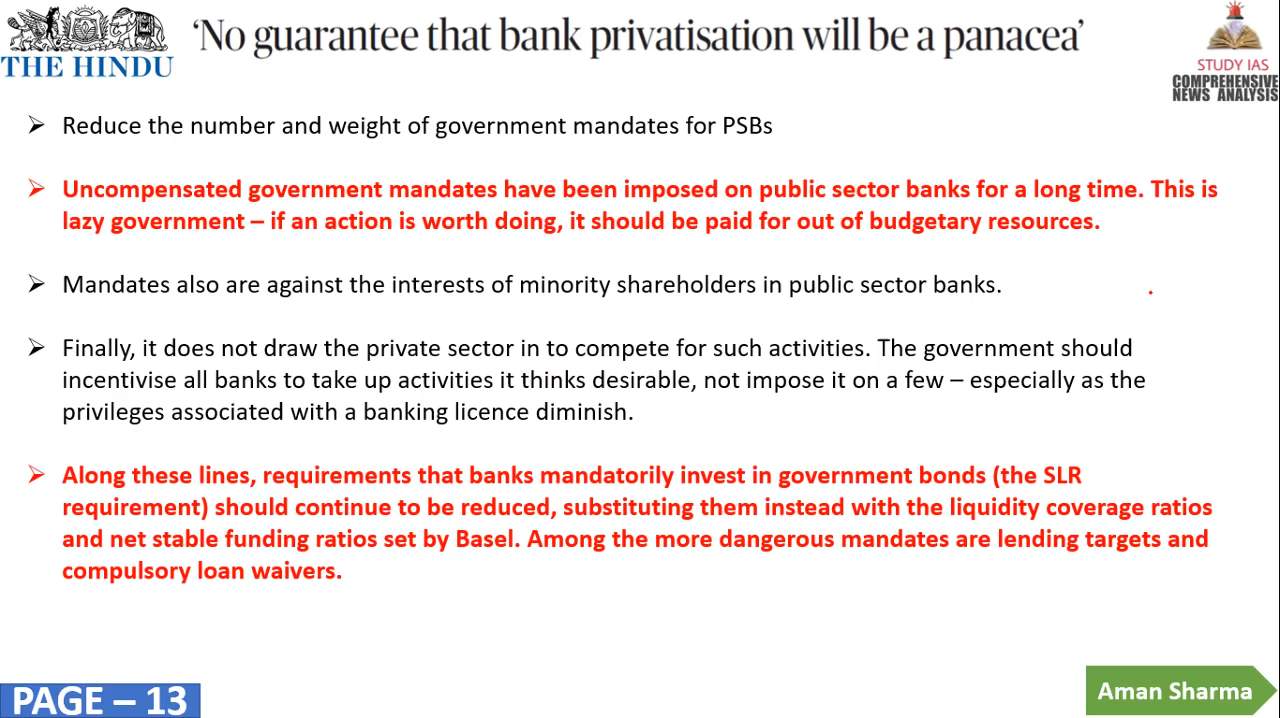 ‘No guarantee that bank privatisation will be a panacea’
THE HINDU
STUDY IAS
COMPREHENSIVE
NEWS ANALYSIS
Reduce the number and weight of government mandates for PSBs
Uncompensated government mandates have been imposed on public sector banks for a long time. This is
lazy government – if an action is worth doing, it should be paid for out of budgetary resources.
Mandates also are against the interests of minority shareholders in public sector banks.
Finally, it does not draw the private sector in to compete for such activities. The government should
incentivise all banks to take up activities it thinks desirable, not impose it on a few – especially as the
privileges associated with a banking licence diminish.
Along these lines, requirements that banks mandatorily invest in government bonds (the SLR
requirement) should continue to be reduced, substituting them instead with the liquidity coverage ratios
and net stable funding ratios set by Basel. Among the more dangerous mandates are lending targets and
compulsory loan waivers.
PAGE – 13
Aman Sharma